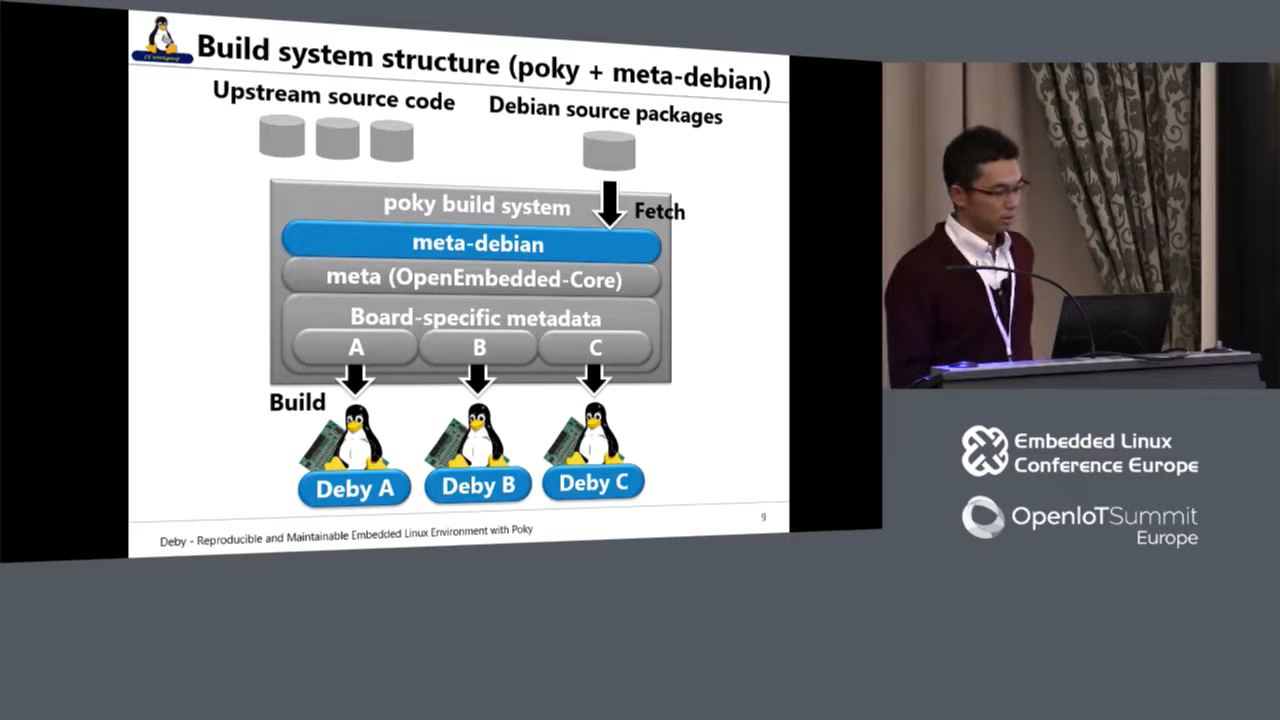 Build system structure (poky + meta-debian)
Upstream source code
Debian source packages
poky build system
Fetch
meta-debian
meta (OpenEmbedded-Core)
Board-specific metadata
A
B
C
Build
Deby A
Deby B
Deby C
9
Deby - Reproducible and Maintainable Embedded Linux Environment with Poky
Embedded Linux
Conference Europe
OpenIoTSummit
Europe